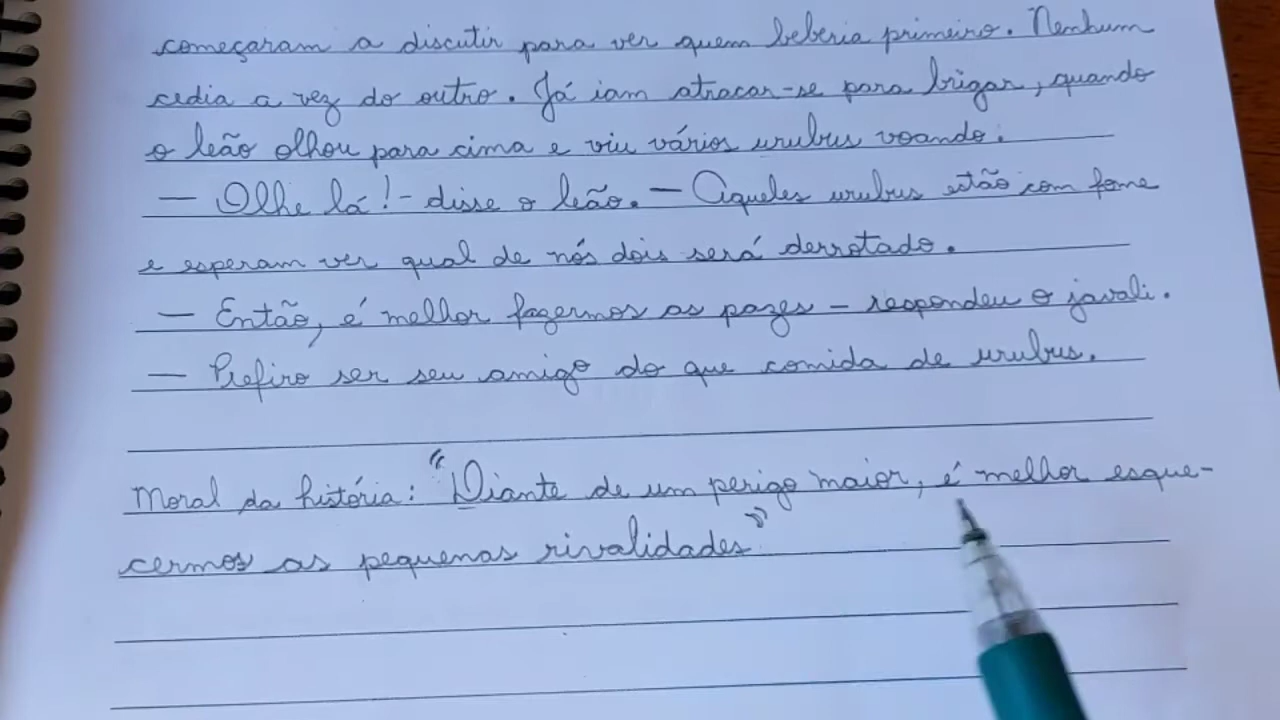 começaram a discutir para ver quem beberia primeiro. Nenhum
cedia a vez do outro. Já iam atracar-se para brigar, quando
o leão olhou para cima e viu vários urubus voando.
— Olhe lá! - disse o leão. — Aqueles urubus estão com fome
e esperam ver qual de nós dois será derrotado.
— Então, é melhor fazermos as pazes - respondeu o javali.
— Prefiro ser seu amigo do que comida de urubus.
Moral da história: "Diante de um perigo maior, é melhor esque-
cermos as pequenas rivalidades."